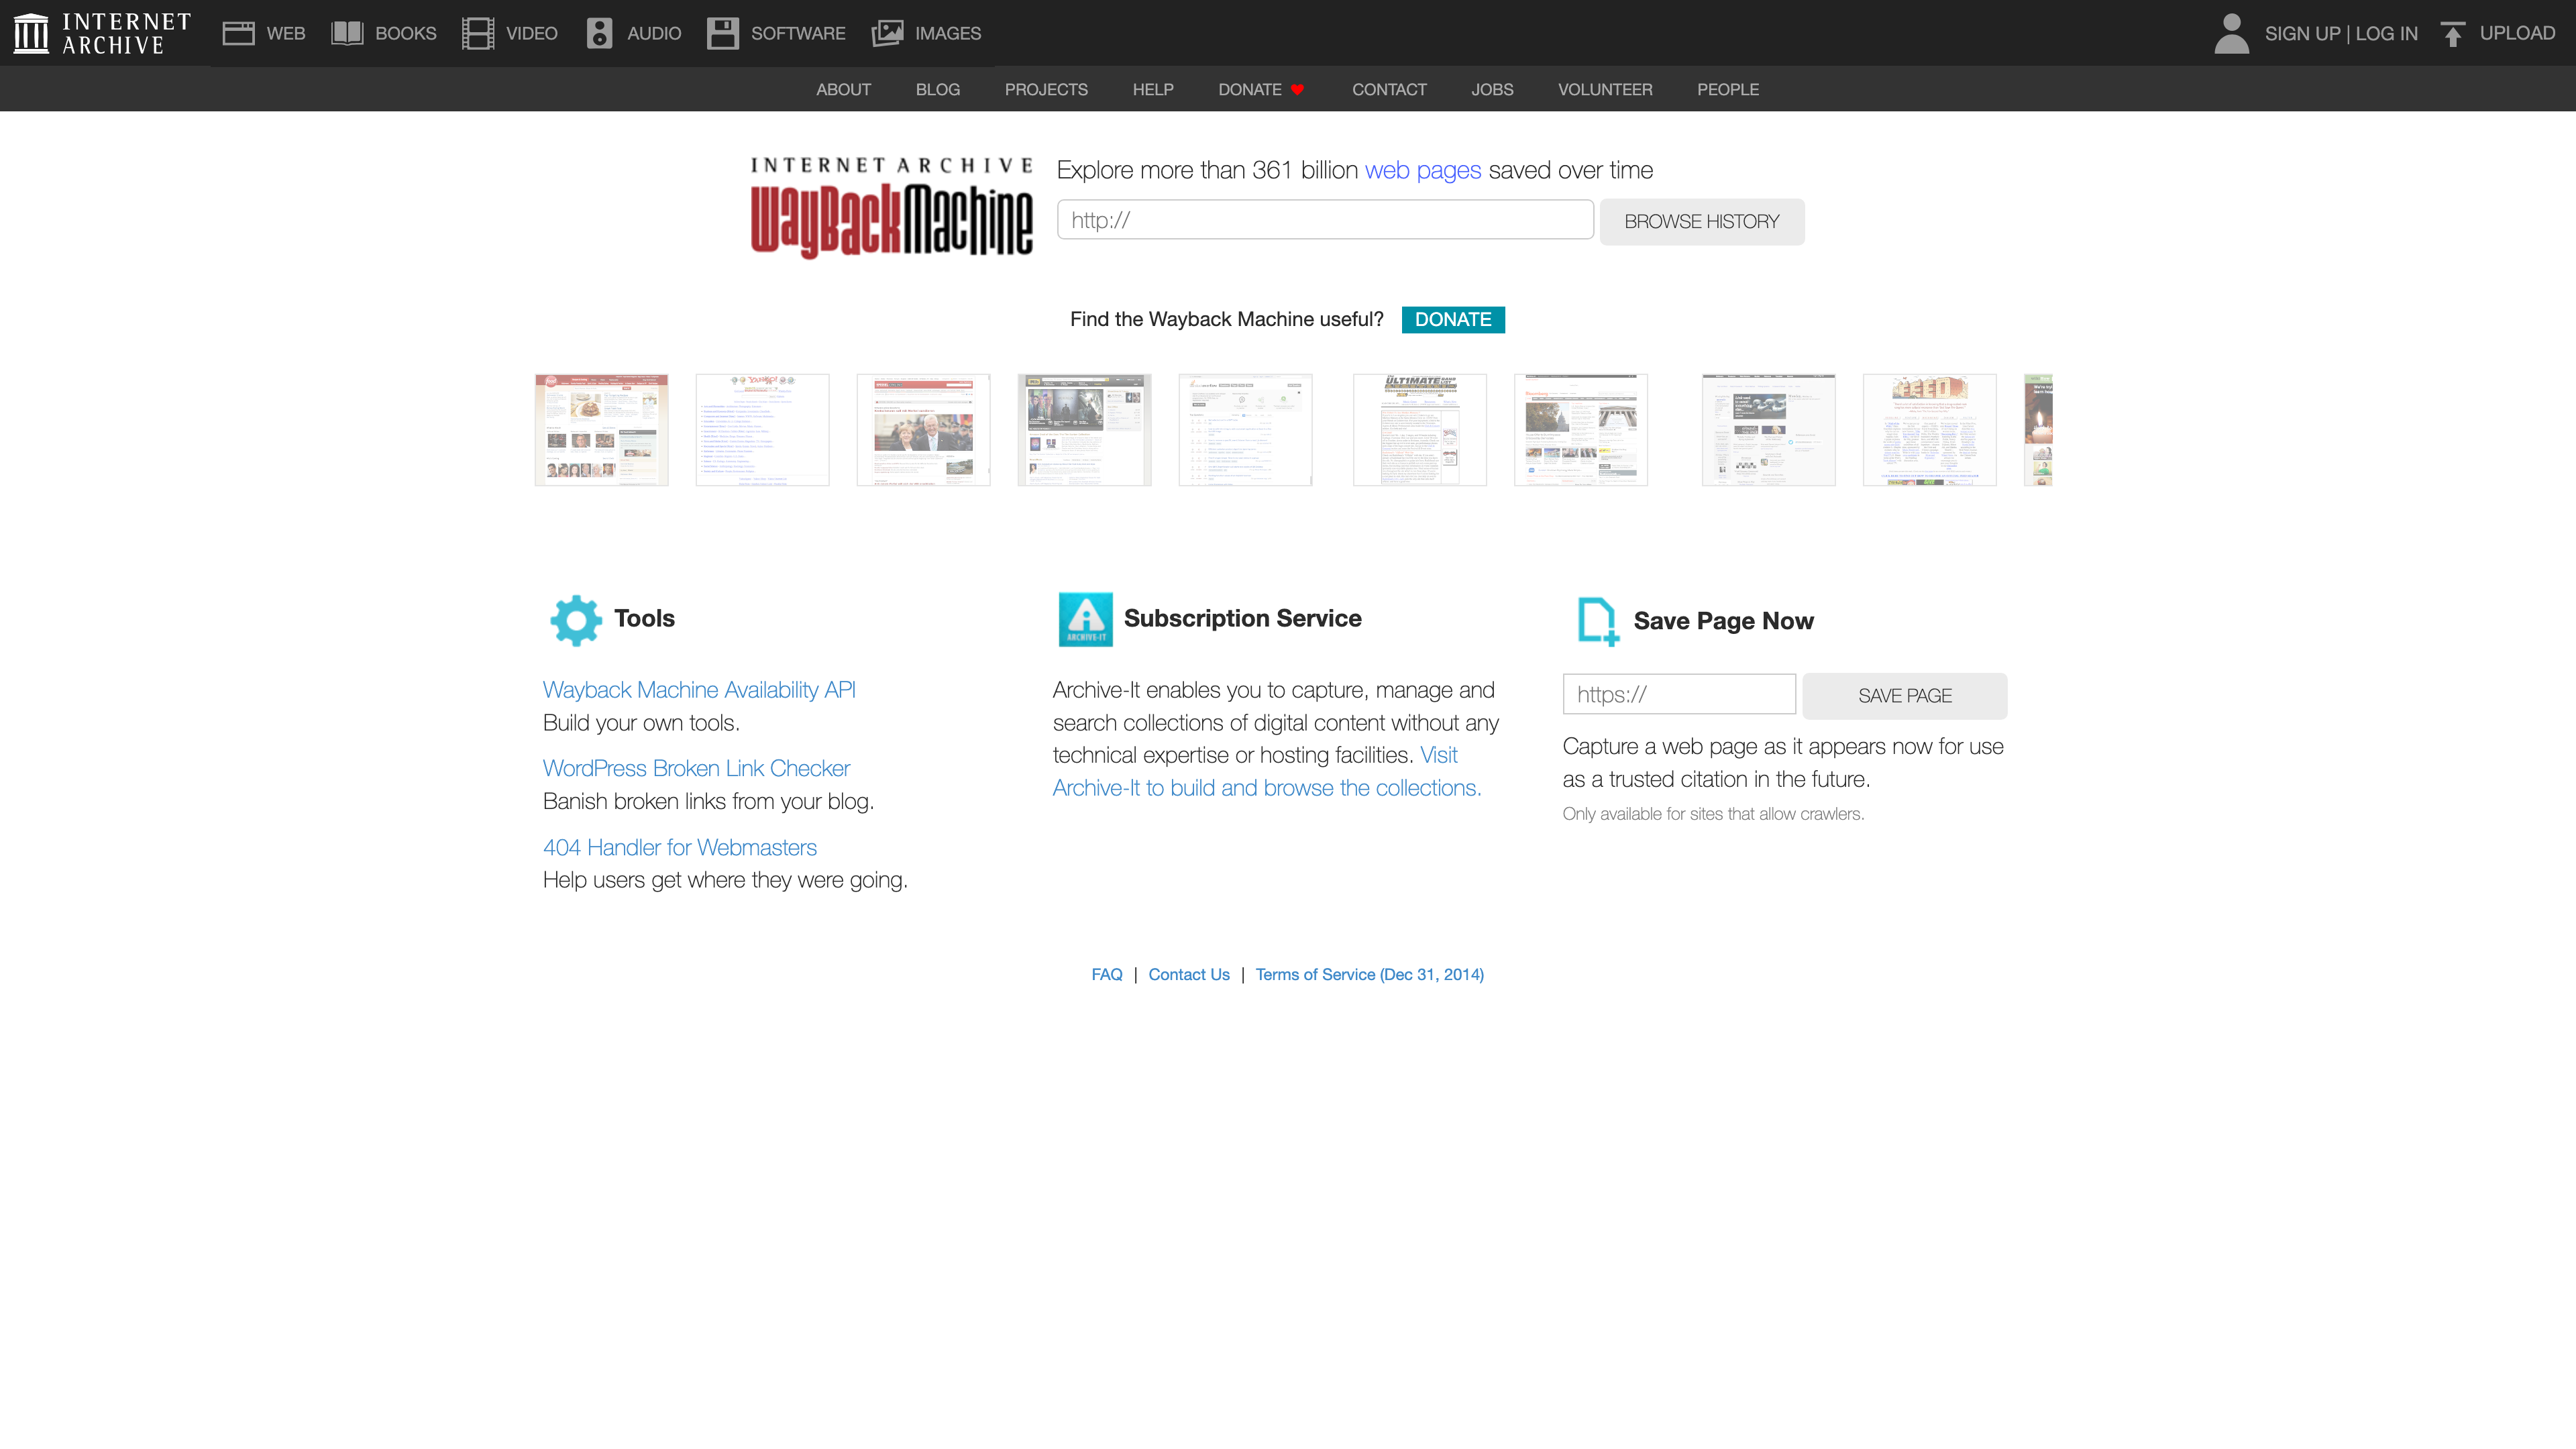 INTERNET
ARCHIVE
WEB
BOOKS
VIDEO
AUDIO
SOFTWARE
IMAGES
SIGN UP | LOG IN
UPLOAD
ABOUT
BLOG
PROJECTS
HELP
DONATE
CONTACT
JOBS
VOLUNTEER
PEOPLE
INTERNET ARCHIVE
WayBackMachine
Explore more than 361 billion web pages saved over time
http://
BROWSE HISTORY
Find the Wayback Machine useful?
DONATE
YAHOO!
ULTIMATE
Tools
Wayback Machine Availability API
Build your own tools.
WordPress Broken Link Checker
Banish broken links from your blog.
404 Handler for Webmasters
Help users get where they were going.
ARCHIVE-IT
Subscription Service
Archive-It enables you to capture, manage and
search collections of digital content without any
technical expertise or hosting facilities. Visit
Archive-It to build and browse the collections.
Save Page Now
https://
SAVE PAGE
Capture a web page as it appears now for use
as a trusted citation in the future.
Only available for sites that allow crawlers.
FAQ | Contact Us | Terms of Service (Dec 31, 2014)